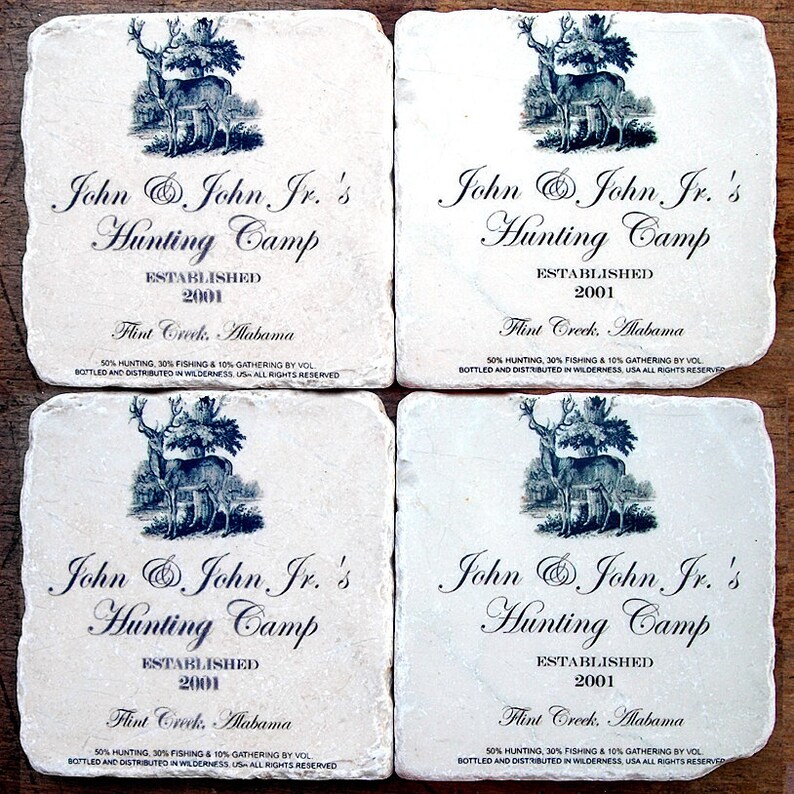 John & John Jr.'s
Hunting Camp
ESTABLISHED
2001
Flint Creek, Alabama
50% HUNTING, 30% FISHING & 10% GATHERING BY VOL.
BOTTLED AND DISTRIBUTED IN WILDERNESS, USA ALL RIGHTS RESERVED
John & John Jr.'s
Hunting Camp
ESTABLISHED
2001
Flint Creek, Alabama
50% HUNTING, 30% FISHING & 10% GATHERING BY VOL.
BOTTLED AND DISTRIBUTED IN WILDERNESS, USA ALL RIGHTS RESERVED
John & John Jr.'s
Hunting Camp
ESTABLISHED
2001
Flint Creek, Alabama
50% HUNTING, 30% FISHING & 10% GATHERING BY VOL.
BOTTLED AND DISTRIBUTED IN WILDERNESS, USA ALL RIGHTS RESERVED
John & John Jr.'s
Hunting Camp
ESTABLISHED
2001
Flint Creek, Alabama
50% HUNTING, 30% FISHING & 10% GATHERING BY VOL.
BOTTLED AND DISTRIBUTED IN WILDERNESS, USA ALL RIGHTS RESERVED